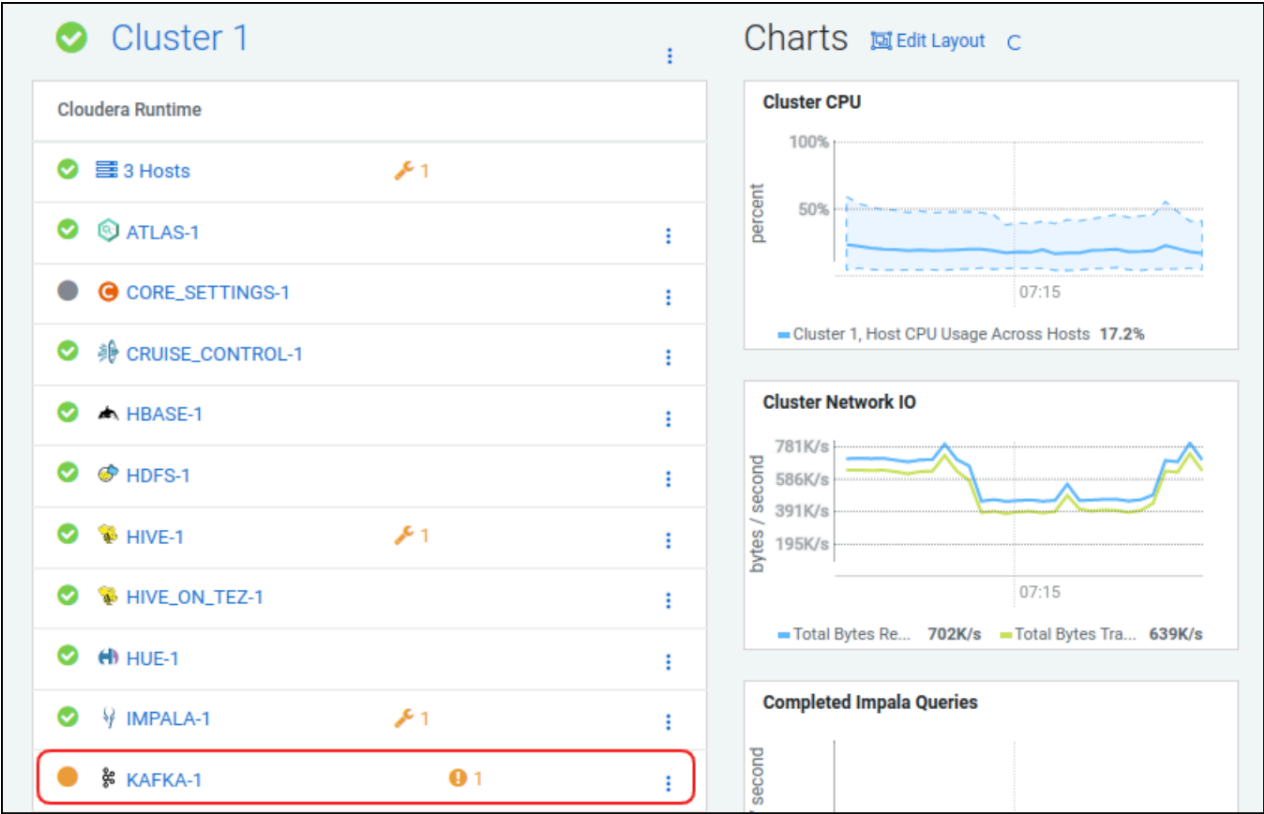 Cluster 1
Cloudera Runtime
3 Hosts 1
ATLAS-1
CORE_SETTINGS-1
CRUISE_CONTROL-1
HBASE-1
HDFS-1
HIVE-1 1
HIVE_ON_TEZ-1
HUE-1
IMPALA-1 1
KAFKA-1 1
Charts Edit Layout
Cluster CPU
percent
100%
50%
07:15
Cluster 1, Host CPU Usage Across Hosts 17.2%
Cluster Network IO
bytes / second
781K/s
586K/s
391K/s
195K/s
07:15
Total Bytes Re... 702K/s Total Bytes Tra... 639K/s
Completed Impala Queries
second